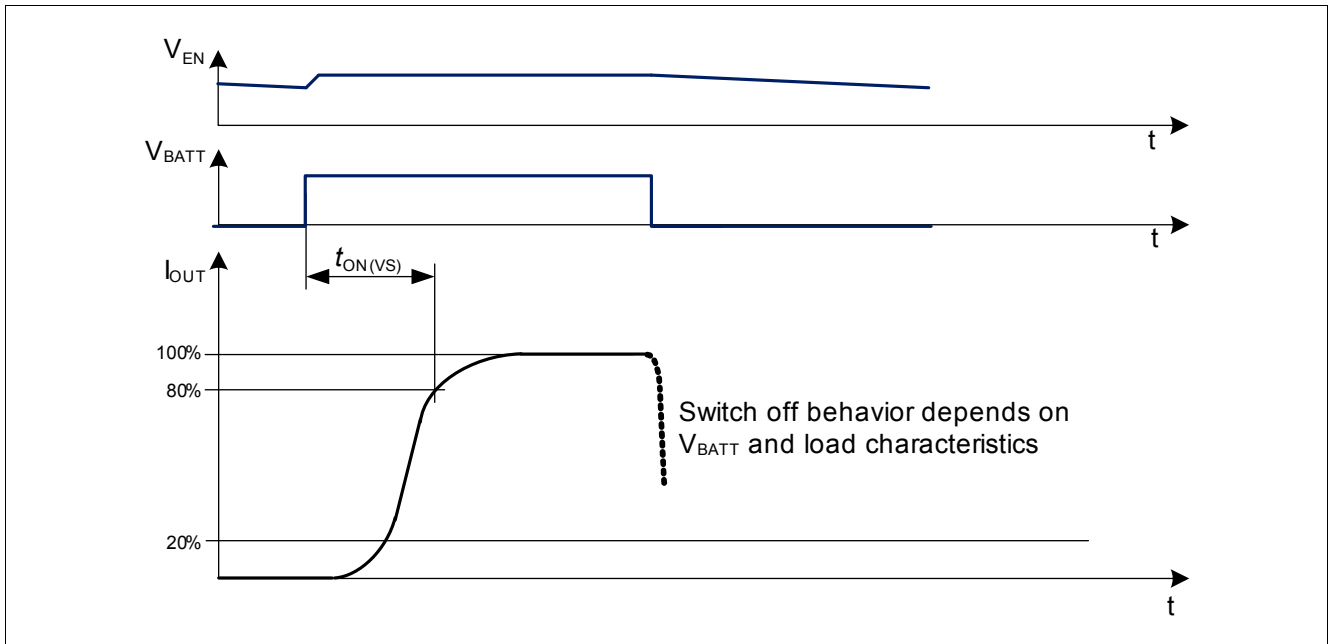 VEN
t
VBATT
t
IOUT
tON(VS)
100%
80%
Switch off behavior depends on
VBATT and load characteristics
20%
t